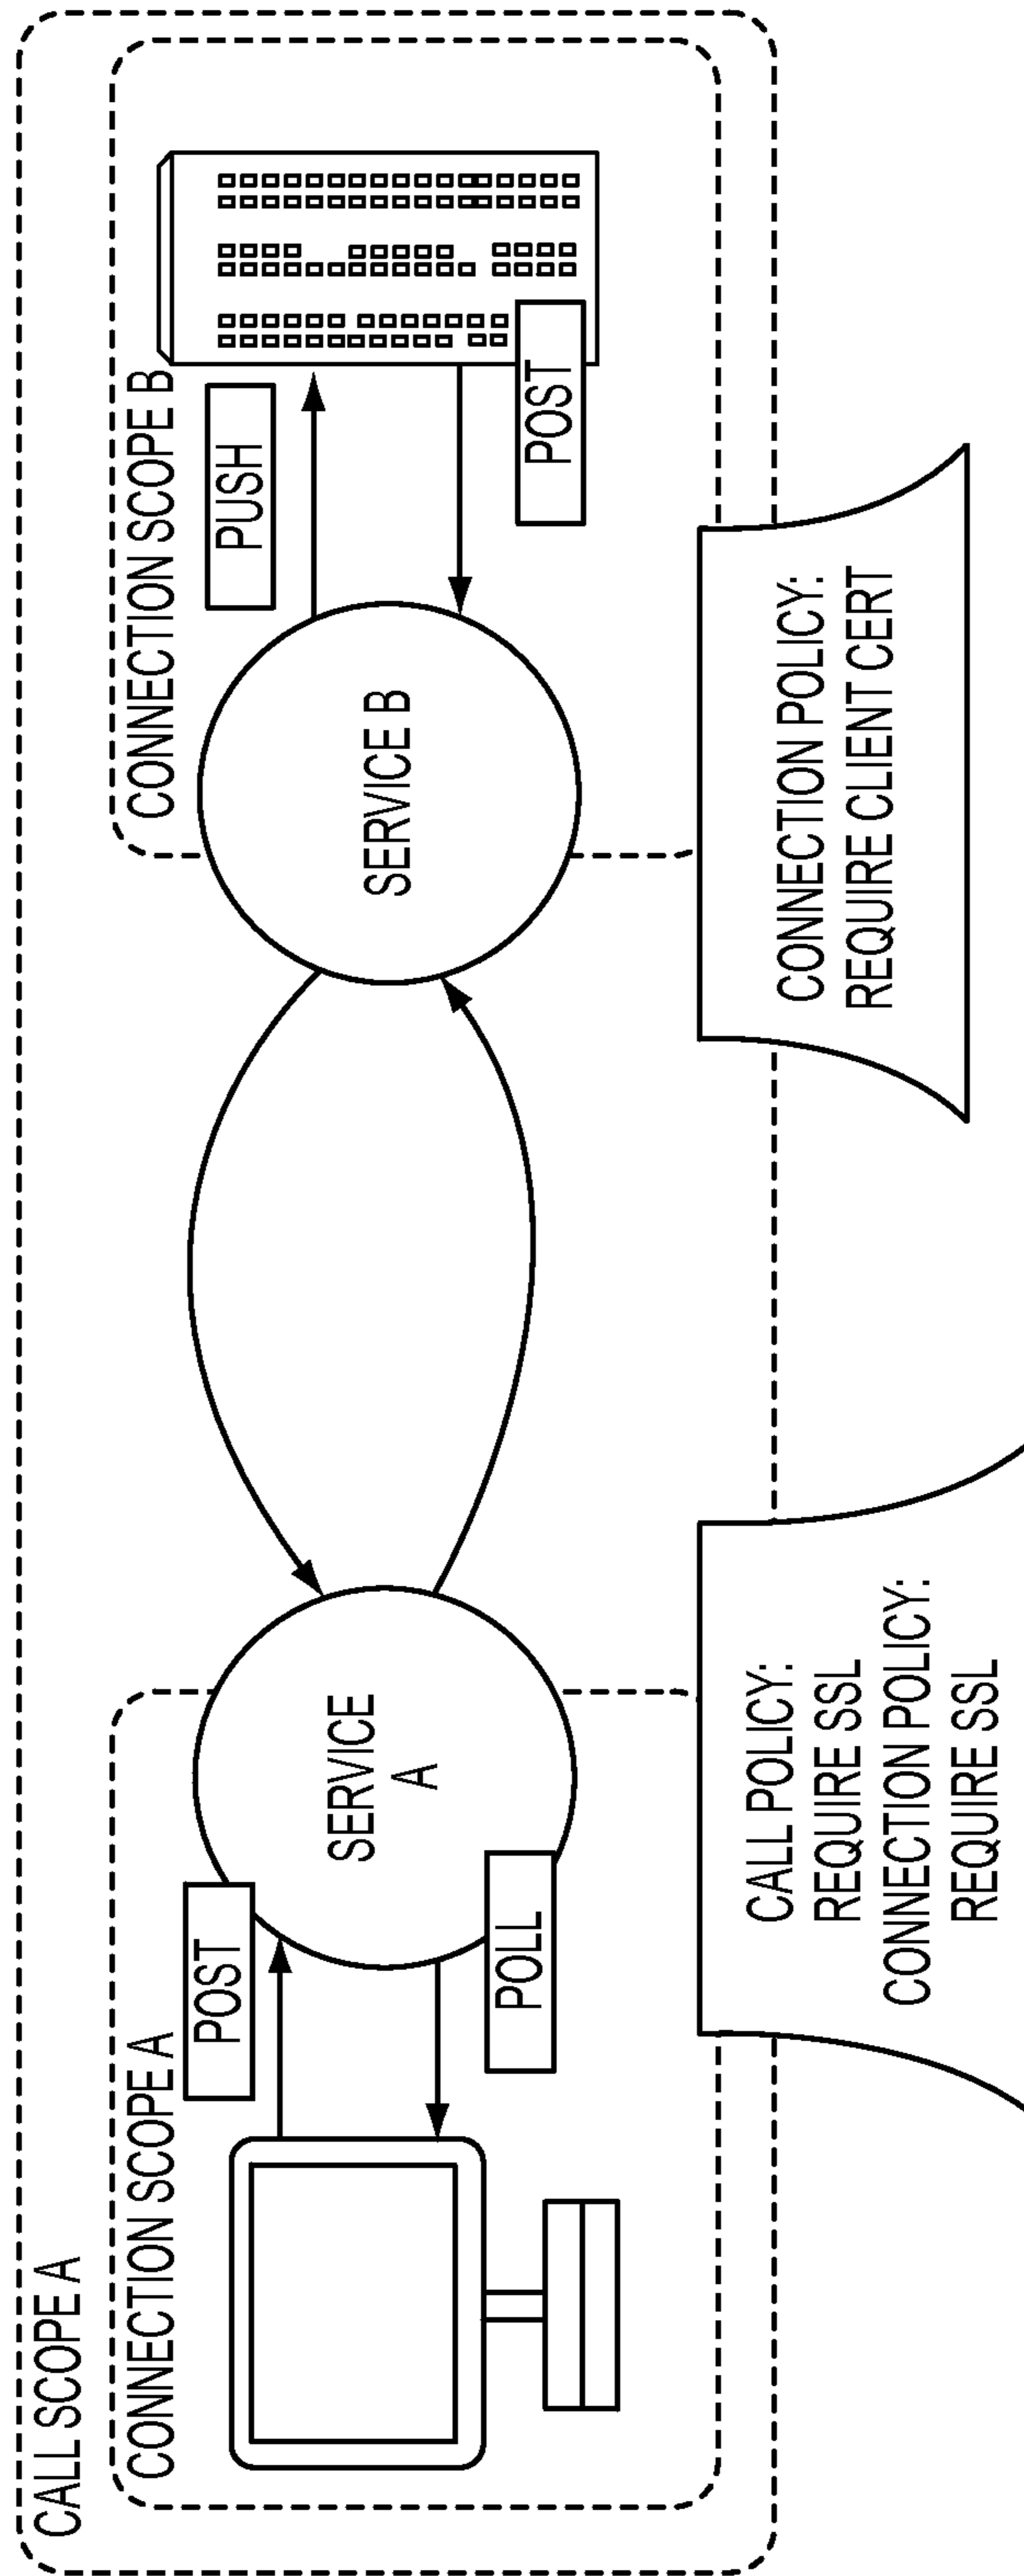 CALL SCOPE A
CONNECTION SCOPE A
POST
SERVICE
A
POLL
CONNECTION SCOPE B
PUSH
SERVICE B
POST
CALL POLICY:
REQUIRE SSL
CONNECTION POLICY:
REQUIRE SSL
CONNECTION POLICY:
REQUIRE CLIENT CERT